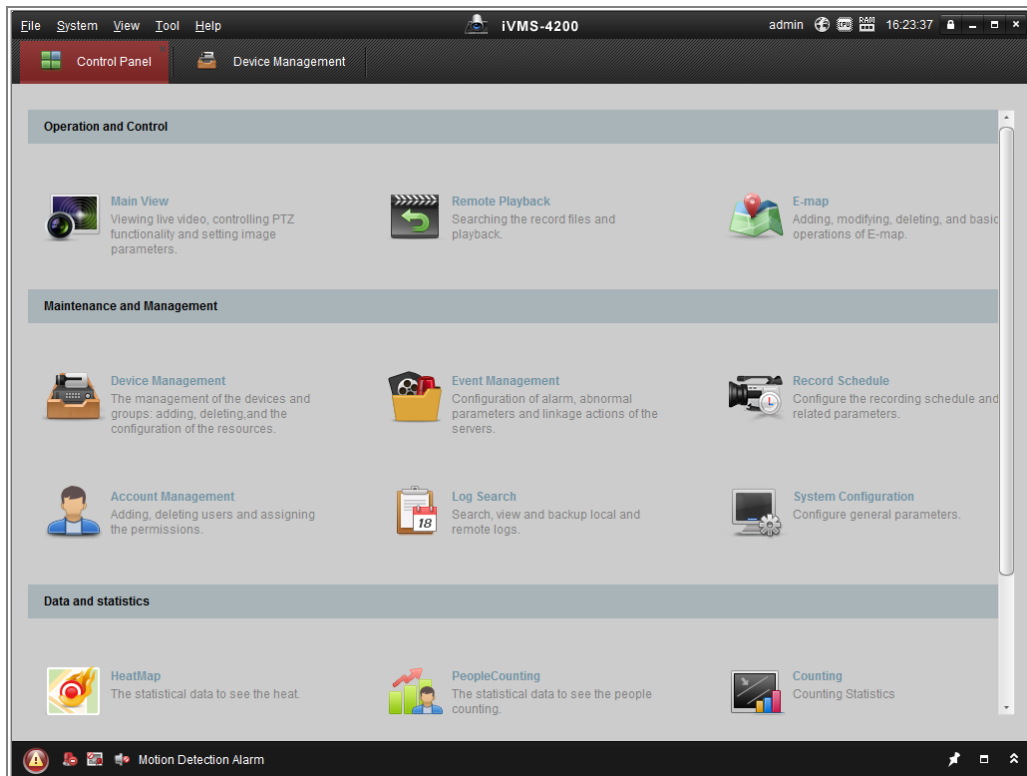 File System View Tool Help iVMS-4200 admin CPU RAM 16:23:37
Control Panel Device Management
Operation and Control
Main View
Viewing live video, controlling PTZ
functionality and setting image
parameters.
Remote Playback
Searching the record files and
playback.
E-map
Adding, modifying, deleting, and basic
operations of E-map.
Maintenance and Management
Device Management
The management of the devices and
groups: adding, deleting,and the
configuration of the resources.
Event Management
Configuration of alarm, abnormal
parameters and linkage actions of the
servers.
Record Schedule
Configure the recording schedule and
related parameters.
Account Management
Adding, deleting users and assigning
the permissions.
18
Log Search
Search, view and backup local and
remote logs.
System Configuration
Configure general parameters.
Data and statistics
HeatMap
The statistical data to see the heat.
PeopleCounting
The statistical data to see the people
counting.
Counting
Counting Statistics
Motion Detection Alarm